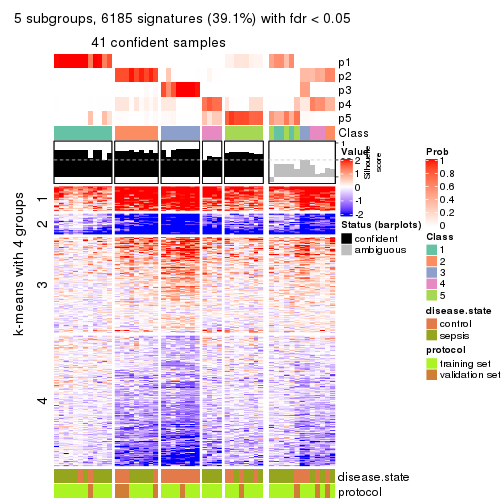 5 subgroups, 6185 signatures (39.1%) with fdr < 0.05
41 confident samples
p1
p2
p3
p4
p5
Class
1
Value
2
1
0
-1
-2
Silhouette
score
Prob
1
0.8
0.6
0.4
0.2
0
Status (barplots)
confident
ambiguous
Class
1
2
3
4
5
disease.state
control
sepsis
protocol
training set
validation set
k-means with 4 groups
1
2
3
4
disease.state
protocol